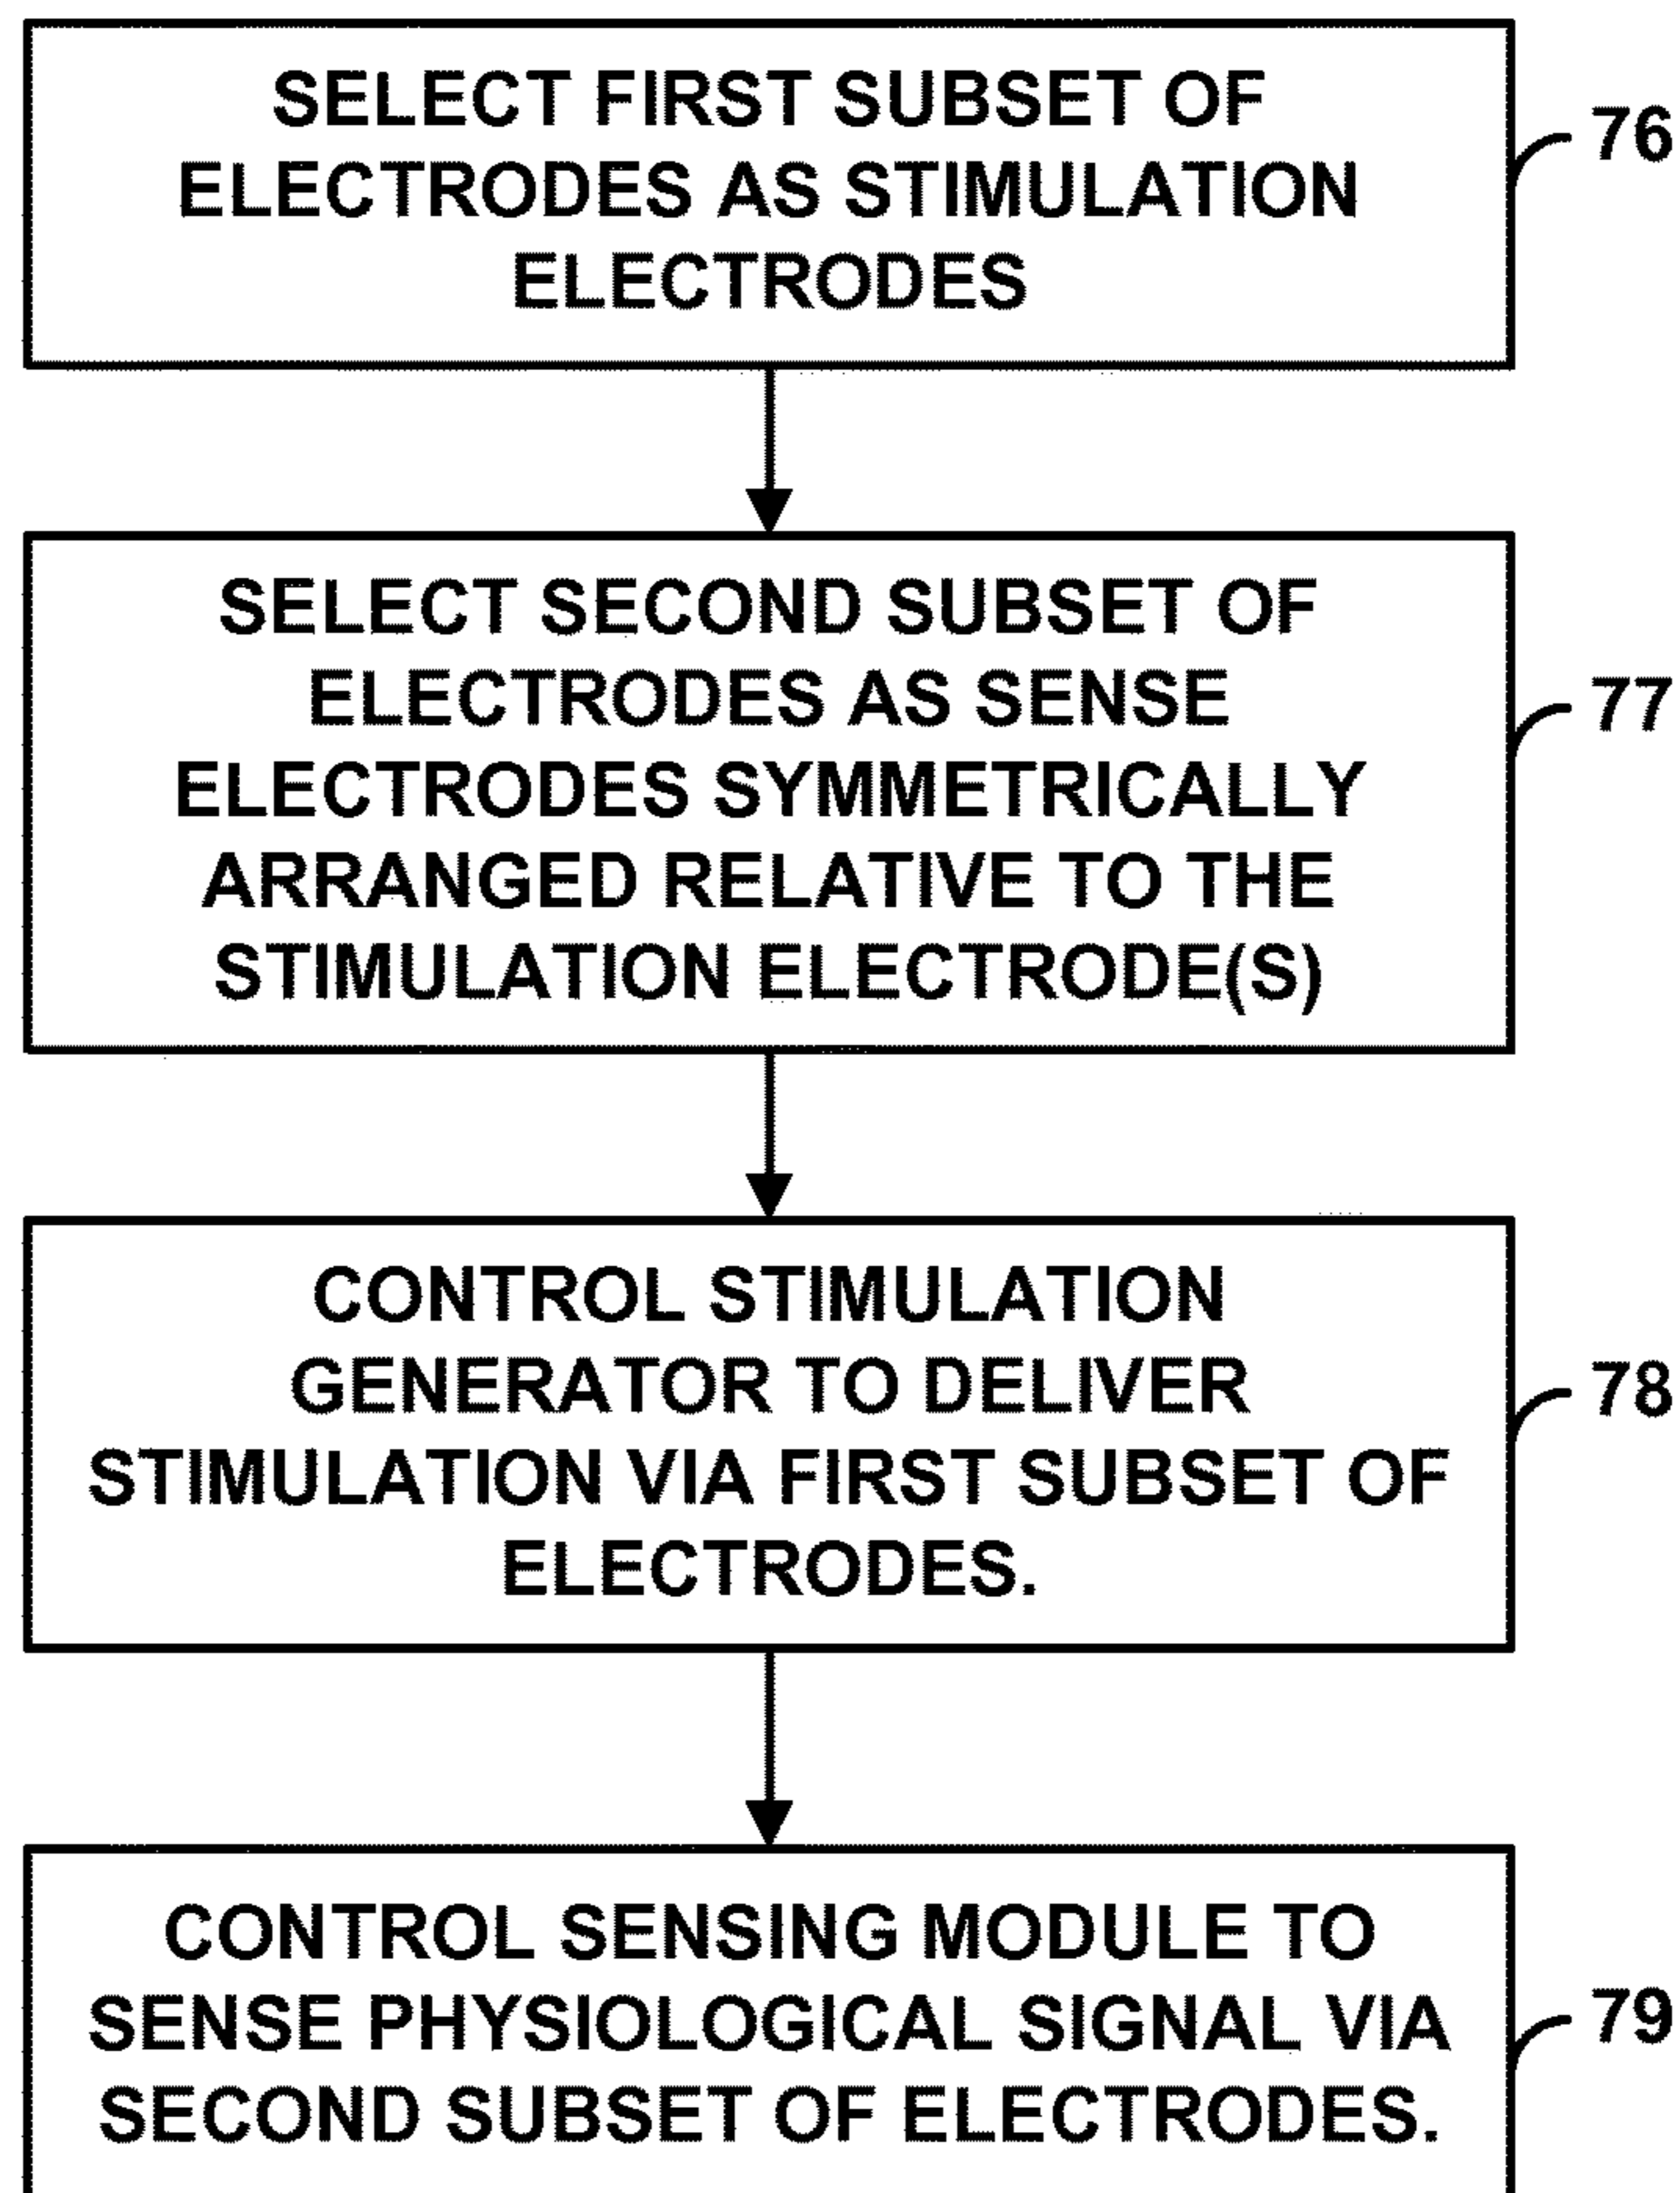 SELECT FIRST SUBSET OF
ELECTRODES AS STIMULATION
ELECTRODES
76
SELECT SECOND SUBSET OF
ELECTRODES AS SENSE
ELECTRODES SYMMETRICALLY
ARRANGED RELATIVE TO THE
STIMULATION ELECTRODE(S)
77
CONTROL STIMULATION
GENERATOR TO DELIVER
STIMULATION VIA FIRST SUBSET OF
ELECTRODES.
78
CONTROL SENSING MODULE TO
SENSE PHYSIOLOGICAL SIGNAL VIA
SECOND SUBSET OF ELECTRODES.
79